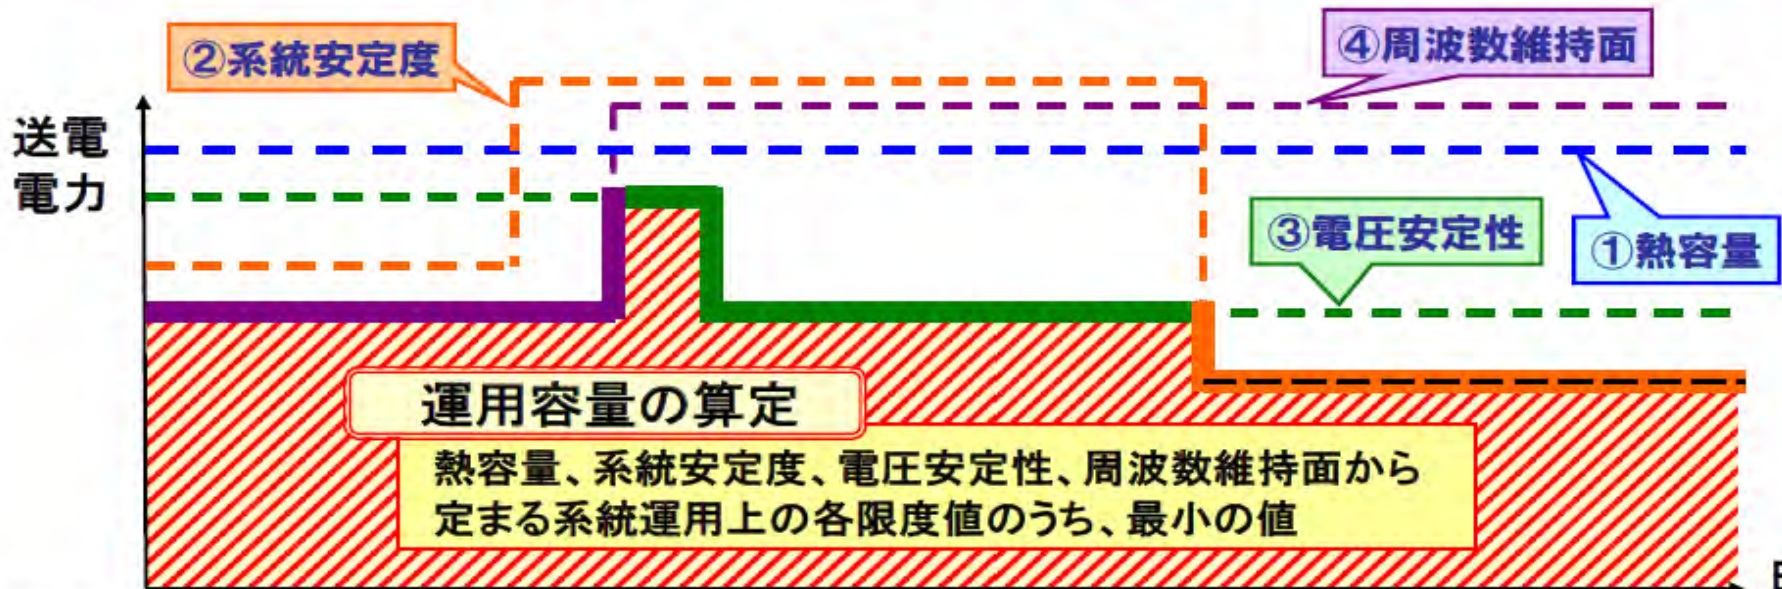 ②系統安定度
④周波数維持面
送電
電力
③電圧安定性
①熱容量
運用容量の算定
熱容量、系統安定度、電圧安定性、周波数維持面から
定まる系統運用上の各限度値のうち、最小の値